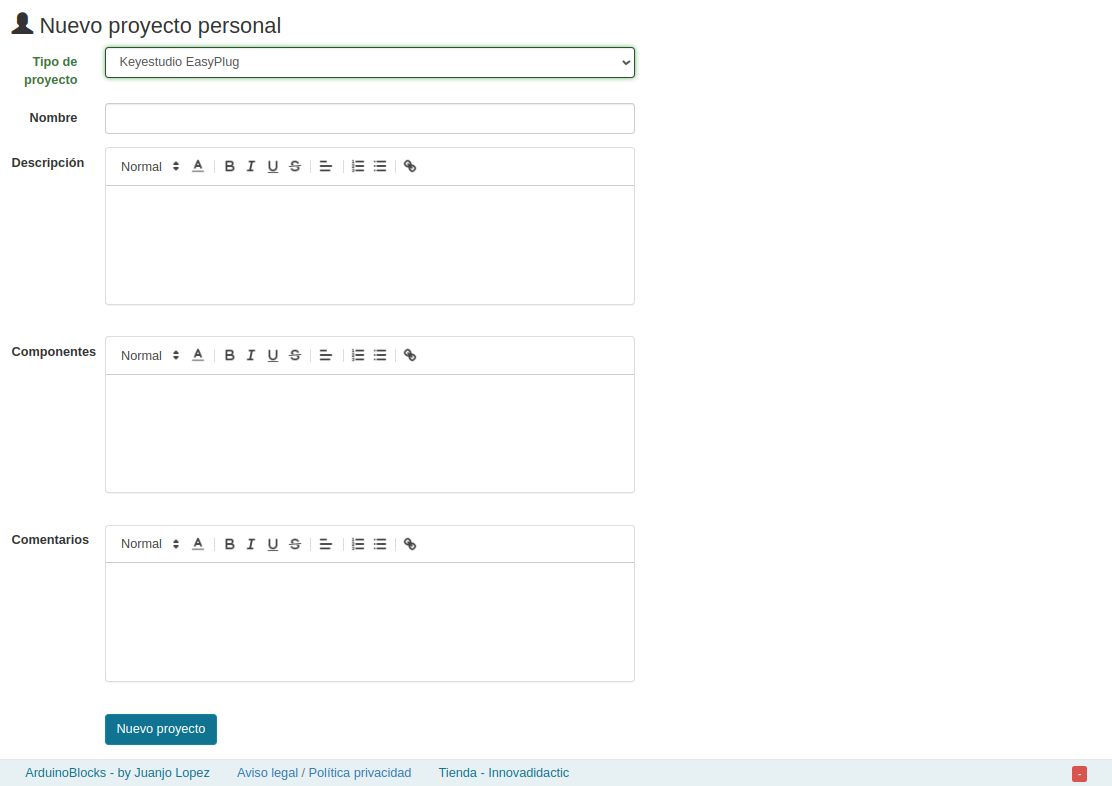 Nuevo proyecto personal
Tipo de
proyecto
Keyestudio EasyPlug
Nombre
Descripción
Normal
Componentes
Normal
Comentarios
Normal
Nuevo proyecto
ArduinoBlocks - by Juanjo Lopez Aviso legal / Política privacidad Tienda - Innovadidactic -